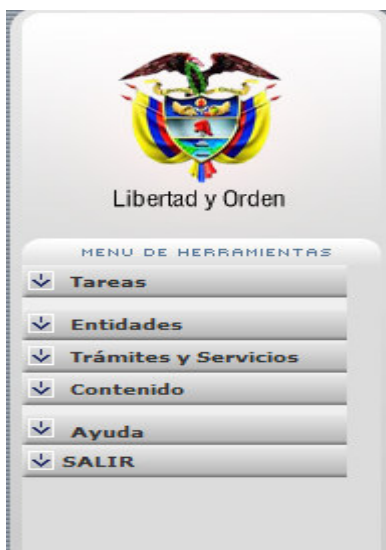 Libertad y Orden
MENU DE HERRAMIENTAS
Tareas
Entidades
Trámites y Servicios
Contenido
Ayuda
SALIR